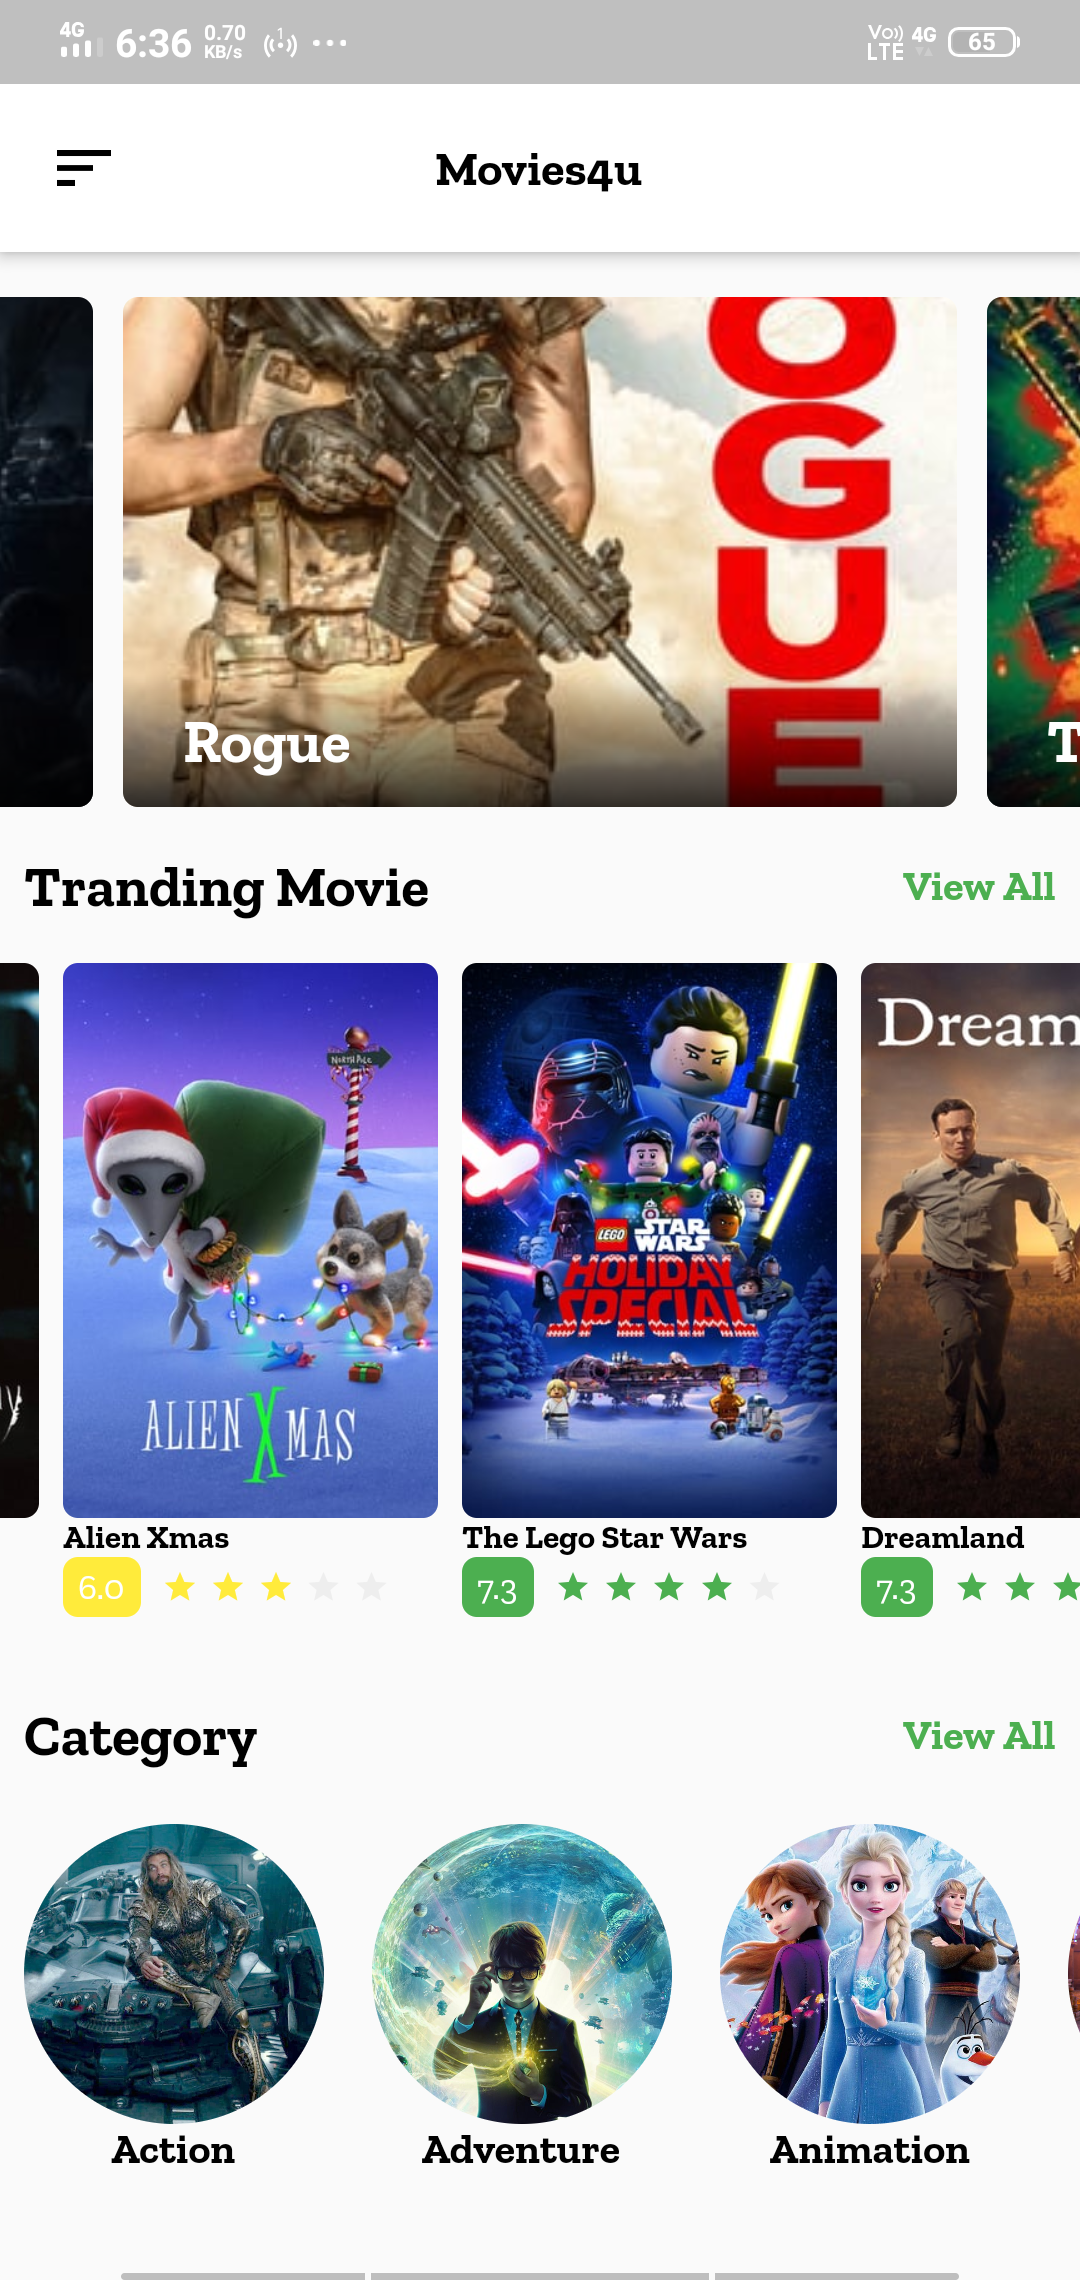 4G 6:36 0.70 KB/s 1 ... Vo)) LTE 4G 65
Movies4u
OGUE
Rogue
T
Tranding Movie View All
NORTH POLE
ALIEN XMAS
LEGO STAR WARS
HOLIDAY
SPECIAL
Dream
Alien Xmas The Lego Star Wars Dreamland
6.0 7.3 7.3
Category View All
Action Adventure Animation